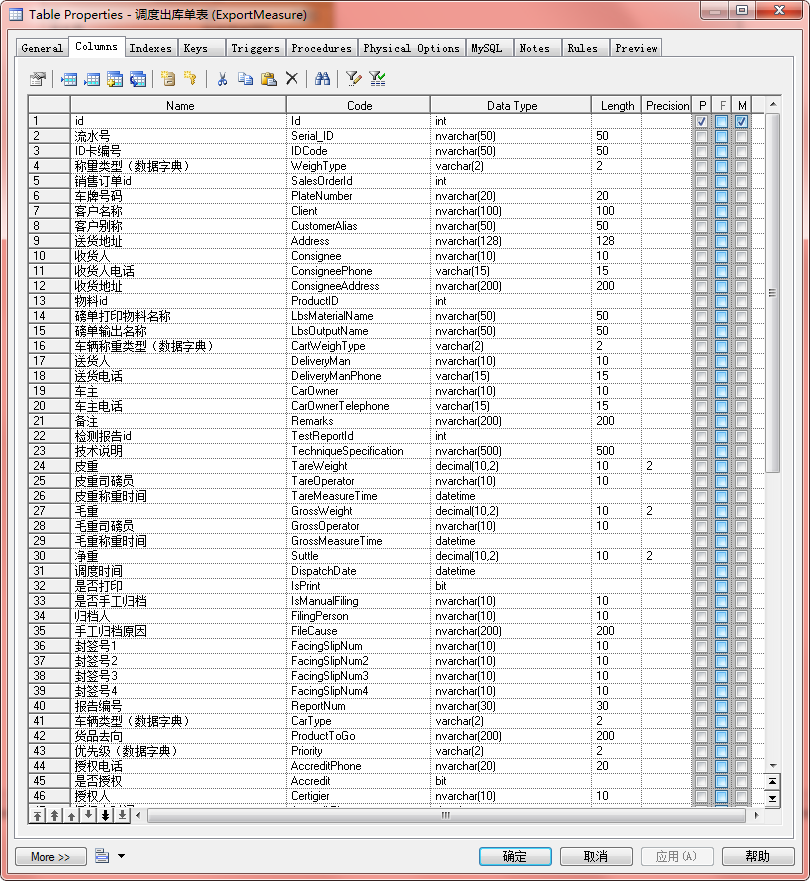 Table Properties - 调度出库单表 (ExportMeasure)
General Columns Indexes Keys Triggers Procedures Physical Options MySQL Notes Rules Preview
Name Code Data Type Length Precision P F M
1 id Id int
2 流水号 Serial_ID nvarchar(50) 50
3 ID卡编号 IDCode nvarchar(50) 50
4 称量类型（数据字典） WeighType varchar(2) 2
5 销售订单id SalesOrderId int
6 车牌号码 PlateNumber nvarchar(20) 20
7 客户名称 Client nvarchar(100) 100
8 客户别称 CustomerAlias nvarchar(50) 50
9 送货地址 Address nvarchar(128) 128
10 收货人 Consignee nvarchar(10) 10
11 收货人电话 ConsigneePhone varchar(15) 15
12 收货地址 ConsigneeAddress nvarchar(200) 200
13 物料id ProductID int
14 磅单打印物料名称 LbsMaterialName nvarchar(50) 50
15 磅单输出名称 LbsOutputName nvarchar(50) 50
16 车辆称重类型（数据字典） CartWeighType varchar(2) 2
17 送货人 DeliveryMan nvarchar(10) 10
18 送货电话 DeliveryManPhone varchar(15) 15
19 车主 CarOwner nvarchar(10) 10
20 车主电话 CarOwnerTelephone varchar(15) 15
21 备注 Remarks nvarchar(200) 200
22 检测报告id TestReportId int
23 技术说明 TechniqueSpecification nvarchar(500) 500
24 皮重 TareWeight decimal(10,2) 10 2
25 皮重司磅员 TareOperator nvarchar(10) 10
26 皮重称重时间 TareMeasureTime datetime
27 毛重 GrossWeight decimal(10,2) 10 2
28 毛重司磅员 GrossOperator nvarchar(10) 10
29 毛重称重时间 GrossMeasureTime datetime
30 净重 Suttle decimal(10,2) 10 2
31 调度时间 DispatchDate datetime
32 是否打印 IsPrint bit
33 是否手工归档 IsManualFiling nvarchar(10) 10
34 归档人 FilingPerson nvarchar(10) 10
35 手工归档原因 FileCause nvarchar(200) 200
36 封签号1 FacingSlipNum nvarchar(10) 10
37 封签号2 FacingSlipNum2 nvarchar(10) 10
38 封签号3 FacingSlipNum3 nvarchar(10) 10
39 封签号4 FacingSlipNum4 nvarchar(10) 10
40 报告编号 ReportNum nvarchar(30) 30
41 车辆类型（数据字典） CarType varchar(2) 2
42 货品去向 ProductToGo nvarchar(200) 200
43 优先级（数据字典） Priority varchar(2) 2
44 授权电话 AccreditPhone nvarchar(20) 20
45 是否授权 Accredit bit
46 授权人 Certigier nvarchar(10) 10
More >> 确定 取消 应用(A) 帮助